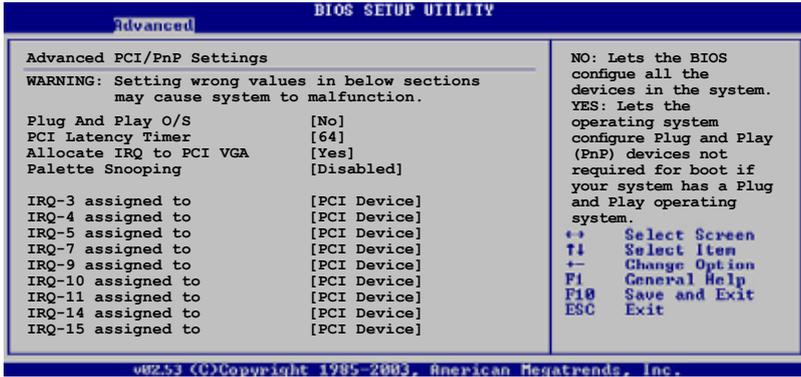 BIOS SETUP UTILITY
Advanced
Advanced PCI/PnP Settings
WARNING: Setting wrong values in below sections
may cause system to malfunction.
Plug And Play O/S [No]
PCI Latency Timer [64]
Allocate IRQ to PCI VGA [Yes]
Palette Snooping [Disabled]
IRQ-3 assigned to [PCI Device]
IRQ-4 assigned to [PCI Device]
IRQ-5 assigned to [PCI Device]
IRQ-7 assigned to [PCI Device]
IRQ-9 assigned to [PCI Device]
IRQ-10 assigned to [PCI Device]
IRQ-11 assigned to [PCI Device]
IRQ-14 assigned to [PCI Device]
IRQ-15 assigned to [PCI Device]
NO: Lets the BIOS
configue all the
devices in the system.
YES: Lets the
operating system
configure Plug and Play
(PnP) devices not
required for boot if
your system has a Plug
and Play operating
system.
↔ Select Screen
↑↓ Select Item
+- Change Option
F1 General Help
F10 Save and Exit
ESC Exit
v02.53 (C)Copyright 1985-2003, American Megatrends, Inc.